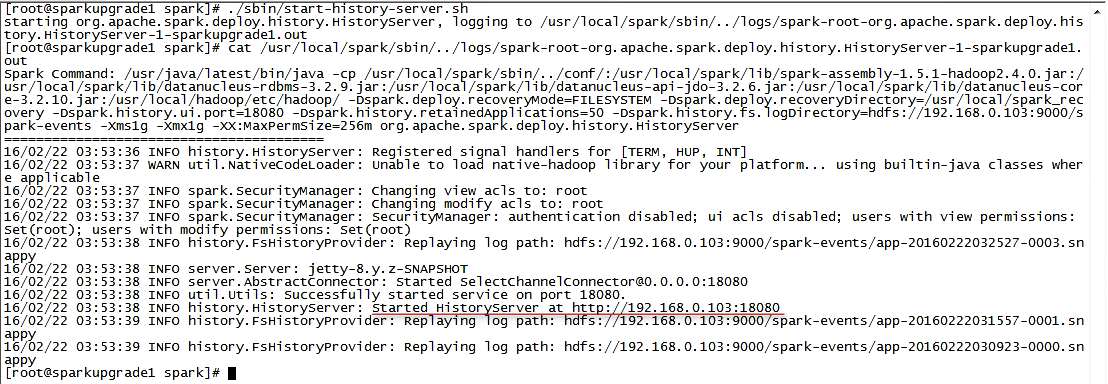 [root@sparkupgrade1 spark]# ./sbin/start-history-server.sh
starting org.apache.spark.deploy.history.HistoryServer, logging to /usr/local/spark/sbin/../logs/spark-root-org.apache.spark.deploy.his
tory.HistoryServer-1-sparkupgrade1.out
[root@sparkupgrade1 spark]# cat /usr/local/spark/sbin/../logs/spark-root-org.apache.spark.deploy.history.HistoryServer-1-sparkupgrade1.
out
Spark Command: /usr/java/latest/bin/java -cp /usr/local/spark/sbin/../conf/:/usr/local/spark/lib/spark-assembly-1.5.1-hadoop2.4.0.jar:/
usr/local/spark/lib/datanucleus-rdbms-3.2.9.jar:/usr/local/spark/lib/datanucleus-api-jdo-3.2.6.jar:/usr/local/spark/lib/datanucleus-cor
e-3.2.10.jar:/usr/local/hadoop/etc/hadoop/ -Dspark.deploy.recoveryMode=FILESYSTEM -Dspark.deploy.recoveryDirectory=/usr/local/spark_rec
overy -Dspark.history.ui.port=18080 -Dspark.history.retainedApplications=50 -Dspark.history.fs.logDirectory=hdfs://192.168.0.103:9000/s
park-events -Xms1g -Xmx1g -XX:MaxPermSize=256m org.apache.spark.deploy.history.HistoryServer
========================================
16/02/22 03:53:36 INFO history.HistoryServer: Registered signal handlers for [TERM, HUP, INT]
16/02/22 03:53:37 WARN util.NativeCodeLoader: Unable to load native-hadoop library for your platform... using builtin-java classes wher
e applicable
16/02/22 03:53:37 INFO spark.SecurityManager: Changing view acls to: root
16/02/22 03:53:37 INFO spark.SecurityManager: Changing modify acls to: root
16/02/22 03:53:37 INFO spark.SecurityManager: SecurityManager: authentication disabled; ui acls disabled; users with view permissions:
Set(root); users with modify permissions: Set(root)
16/02/22 03:53:38 INFO history.FsHistoryProvider: Replaying log path: hdfs://192.168.0.103:9000/spark-events/app-20160222032527-0003.sn
appy
16/02/22 03:53:38 INFO server.Server: jetty-8.y.z-SNAPSHOT
16/02/22 03:53:38 INFO server.AbstractConnector: Started SelectChannelConnector@0.0.0.0:18080
16/02/22 03:53:38 INFO util.Utils: Successfully started service on port 18080.
16/02/22 03:53:38 INFO history.HistoryServer: Started HistoryServer at http://192.168.0.103:18080
16/02/22 03:53:39 INFO history.FsHistoryProvider: Replaying log path: hdfs://192.168.0.103:9000/spark-events/app-20160222031557-0001.sn
appy
16/02/22 03:53:39 INFO history.FsHistoryProvider: Replaying log path: hdfs://192.168.0.103:9000/spark-events/app-20160222030923-0000.sn
appy
[root@sparkupgrade1 spark]#